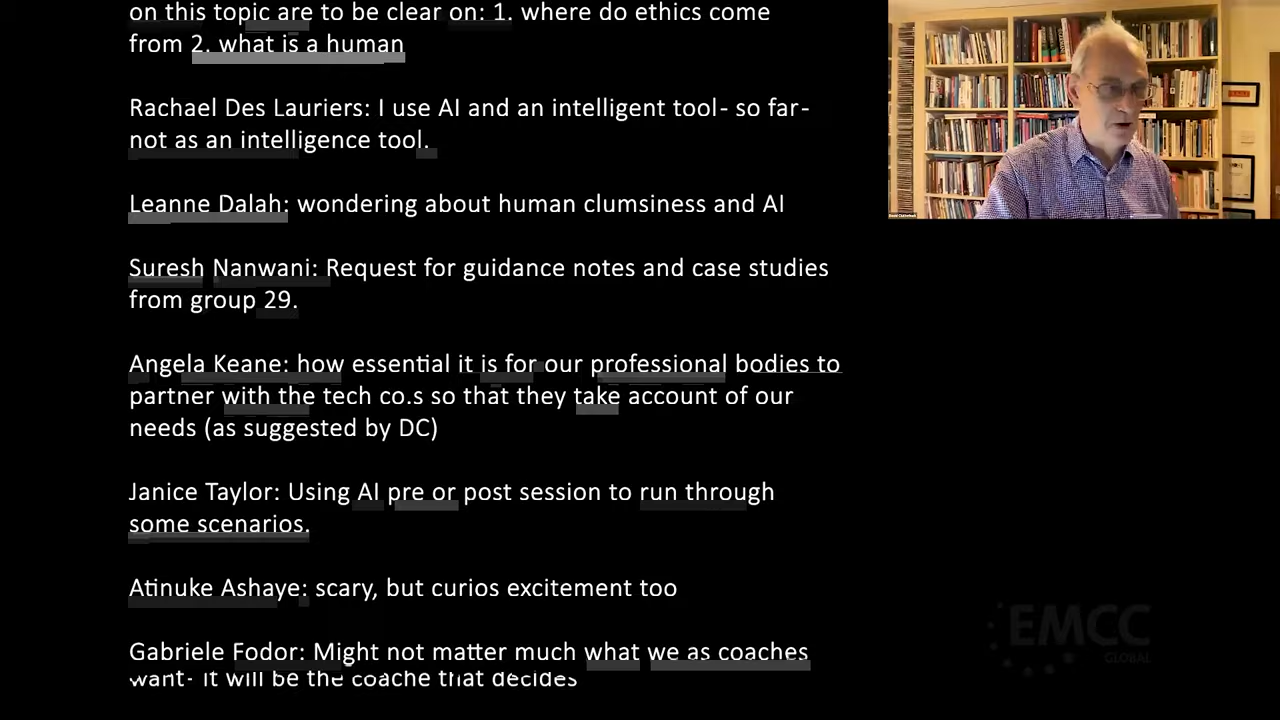 on this topic are to be clear on: 1. where do ethics come
from 2. what is a human
Rachael Des Lauriers: I use AI and an intelligent tool- so far-
not as an intelligence tool.
Leanne Dalah: wondering about human clumsiness and AI
Suresh Nanwani: Request for guidance notes and case studies
from group 29.
Angela Keane: how essential it is for our professional bodies to
partner with the tech co.s so that they take account of our
needs (as suggested by DC)
Janice Taylor: Using AI pre or post session to run through
some scenarios.
Atinuke Ashaye: scary, but curios excitement too
Gabriele Fodor: Might not matter much what we as coaches
want- it will be the coache that decides
EMCC
GLOBAL